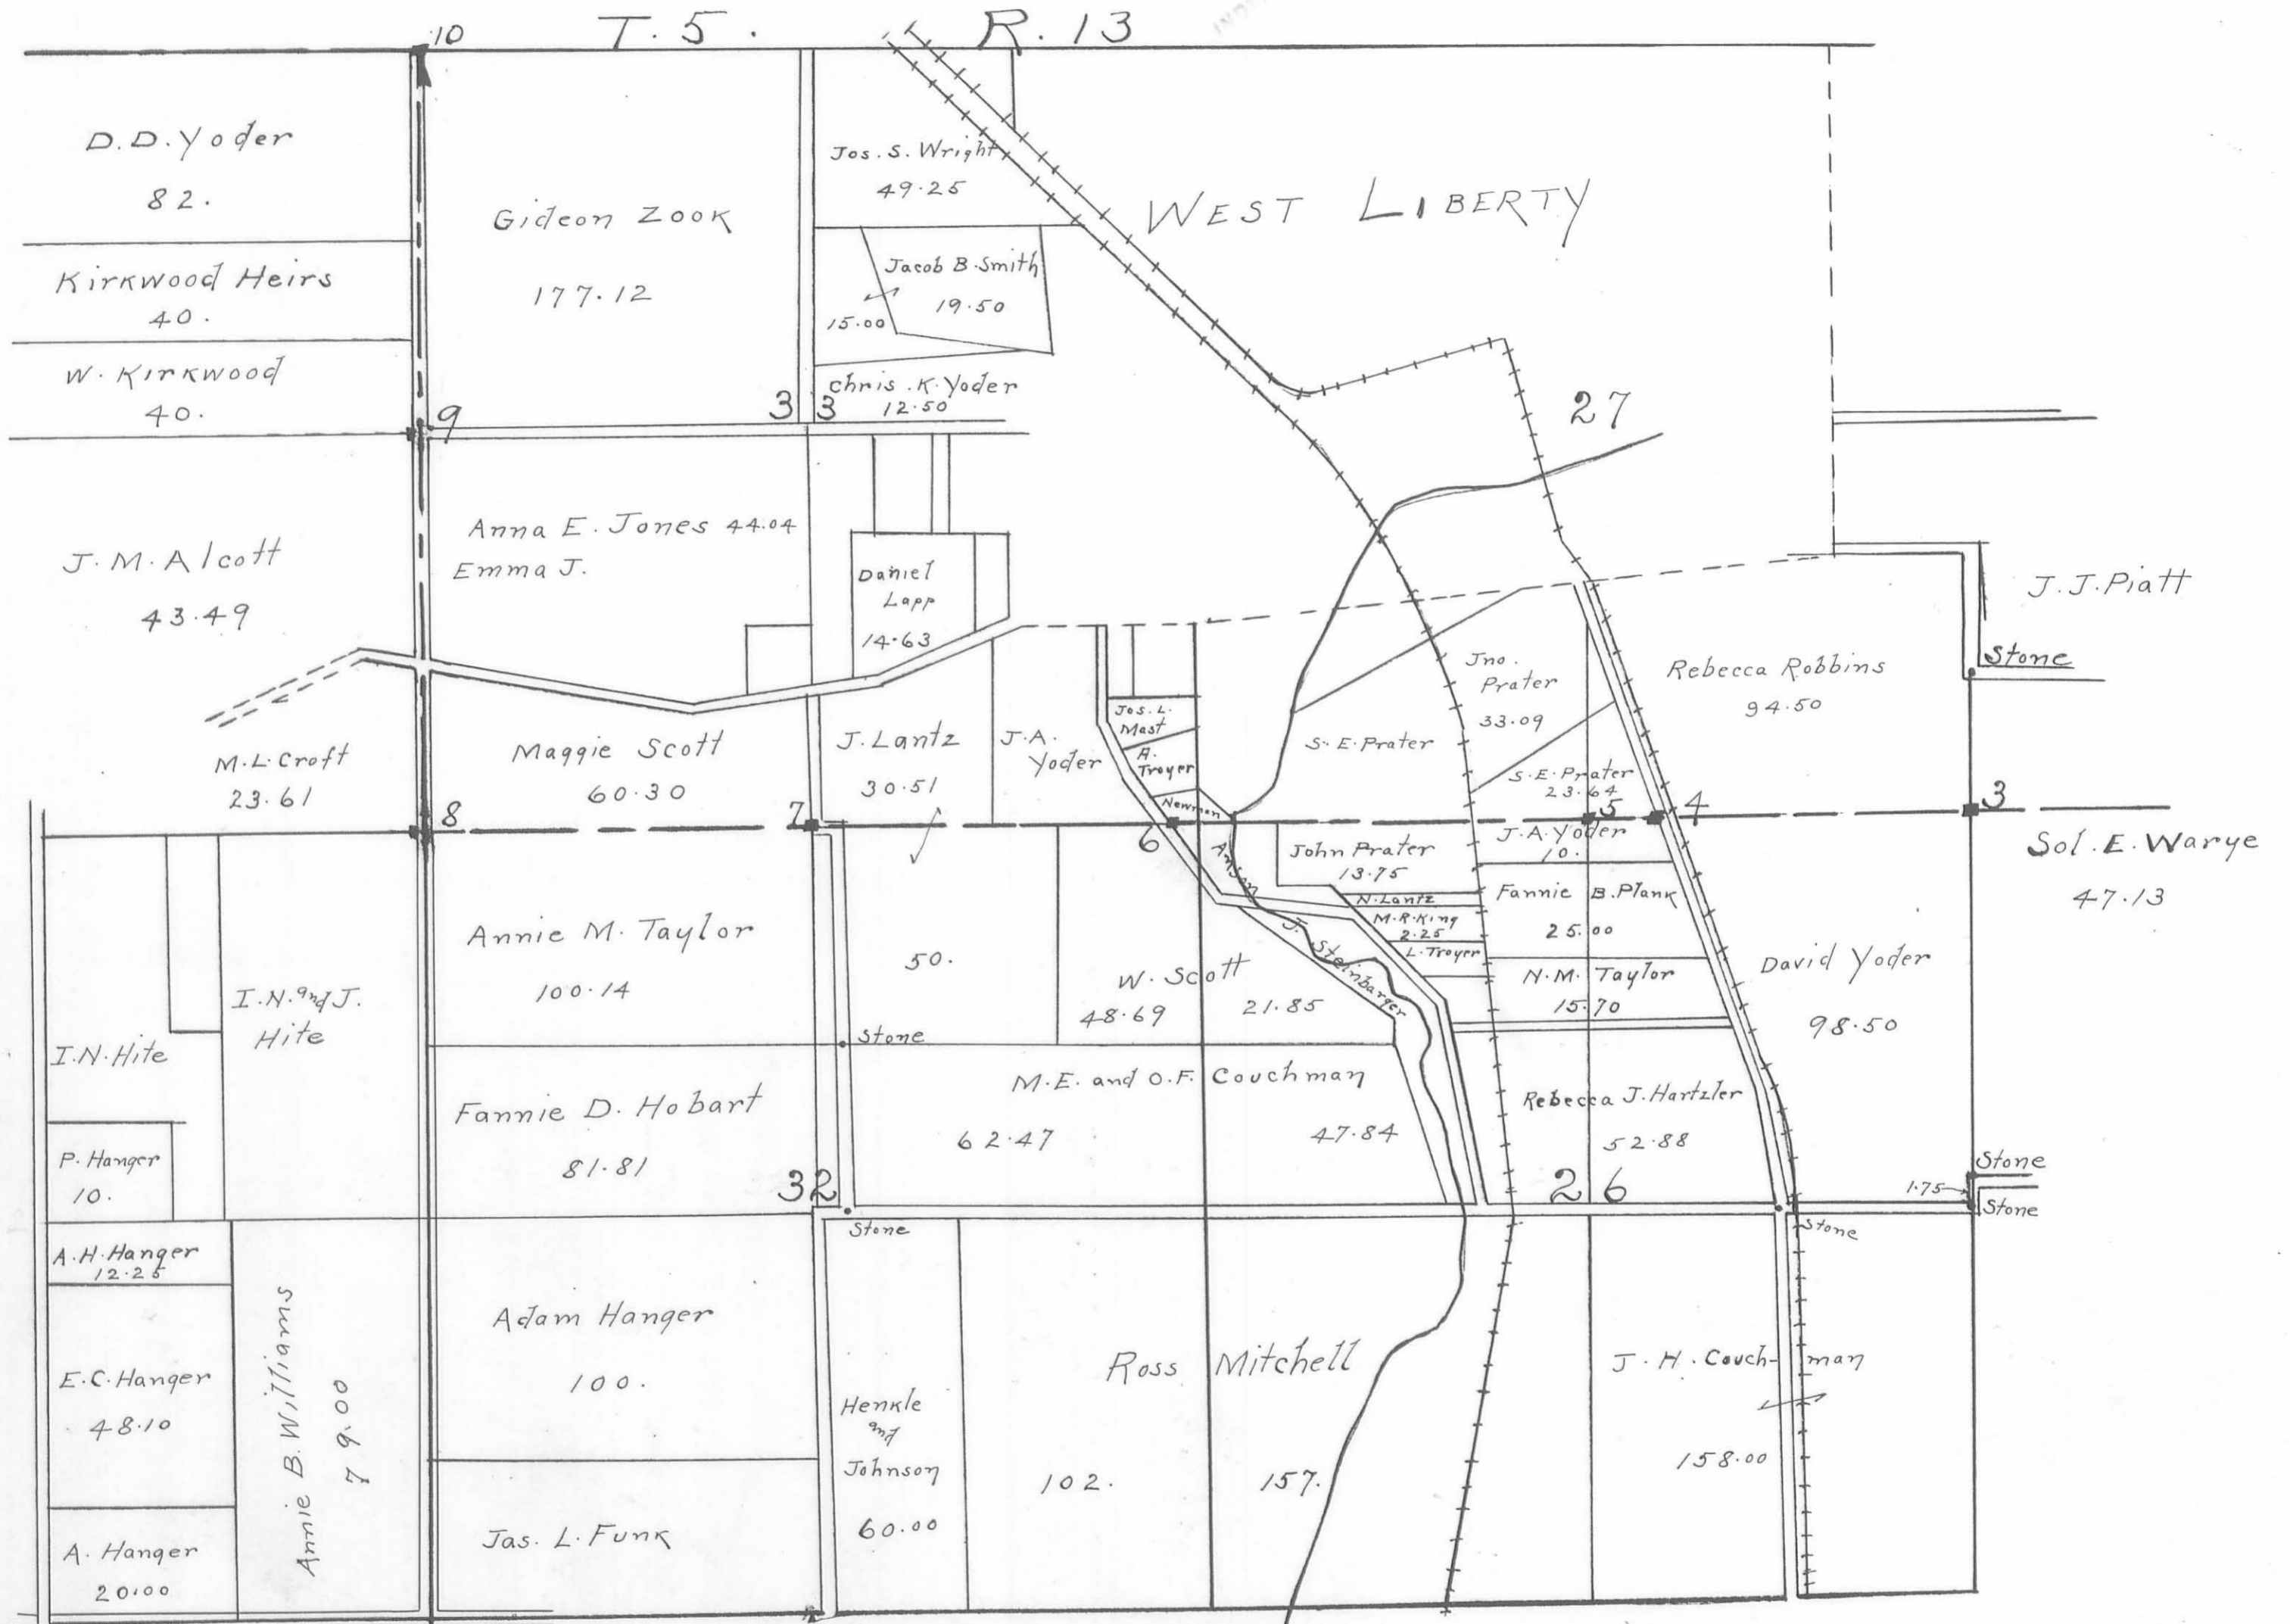 T. 5. R. 13
10
D. D. Yoder
82.
Kirkwood Heirs
40.
W. Kirkwood
40.
9
Gideon Zook
177.12
33
Jos. S. Wright
49.25
Jacob B. Smith
19.50
15.00
Chris. K. Yoder
12.50
WEST LIBERTY
27
J. M. Alcott
43.49
Anna E. Jones 44.04
Emma J.
Daniel
Lapp
14.63
J. J. Piatt
Stone
Jno.
Prater
33.09
Rebecca Robbins
94.50
M. L. Croft
23.61
Maggie Scott
60.30
J. Lantz
30.51
J. A.
Yoder
Jos. L.
Mast
A.
Troyer
Newman
S. E. Prater
S. E. Prater
23.64
8
7
6
5
4
3
J. A. Yoder
10.
Sol. E. Warye
47.13
John Prater
13.75
N. Lantz
M. R. King
2.25
L. Troyer
Fannie B. Plank
25.00
N. M. Taylor
15.70
David Yoder
98.50
Annie M. Taylor
100.14
50.
W. Scott
48.69
21.85
Anson J. Steinbarger
I. N. and J.
Hite
I. N. Hite
Stone
M. E. and O. F. Couchman
62.47
47.84
Fannie D. Hobart
81.81
Rebecca J. Hartzler
52.88
P. Hanger
10.
32
26
Stone
1.75
Stone
Stone
Stone
A. H. Hanger
12.25
E. C. Hanger
48.10
A. Hanger
20.00
Annie B. Williams
79.00
Adam Hanger
100.
Jas. L. Funk
Henkle
and
Johnson
60.00
Ross Mitchell
102.
157.
J. H. Couch-man
158.00